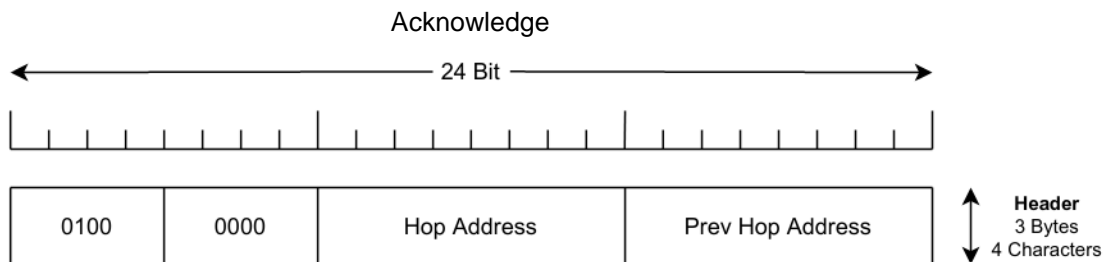 Acknowledge
24 Bit
0100 0000 Hop Address Prev Hop Address
Header
3 Bytes
4 Characters